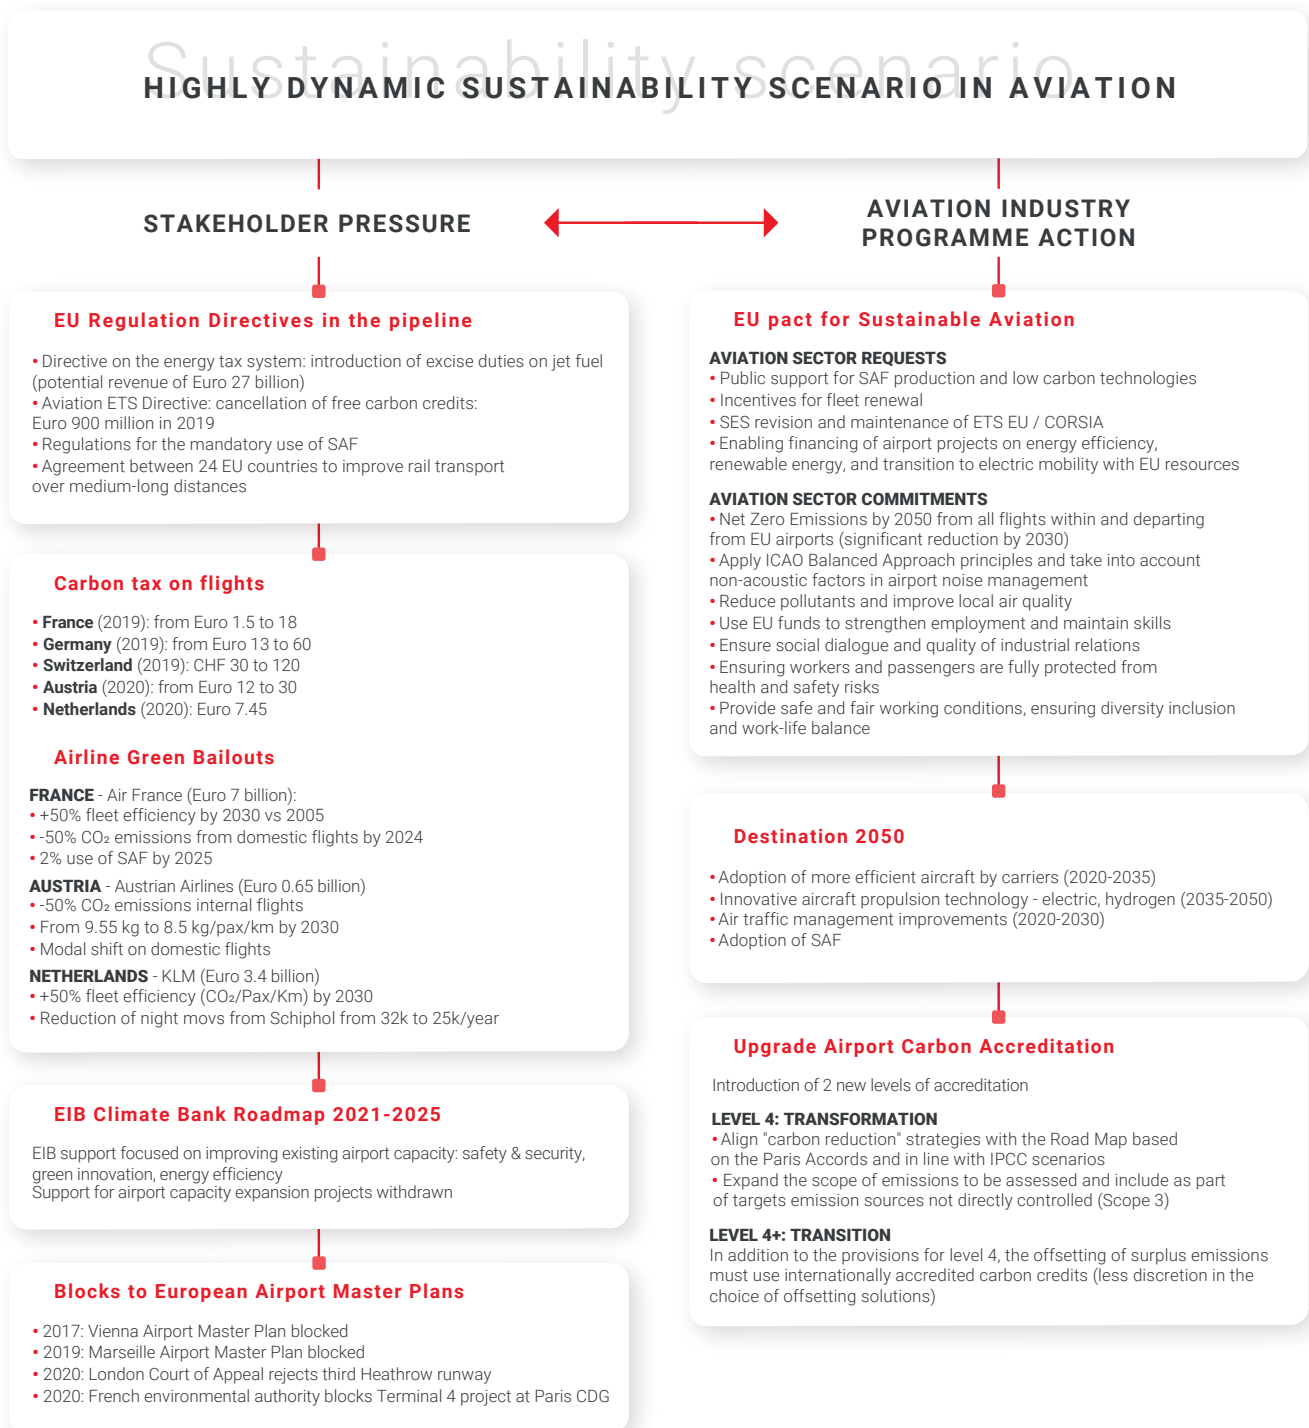 Sustainability scenario
HIGHLY DYNAMIC SUSTAINABILITY SCENARIO IN AVIATION
STAKEHOLDER PRESSURE
EU Regulation Directives in the pipeline
• Directive on the energy tax system: introduction of excise duties on jet fuel
(potential revenue of Euro 27 billion)
• Aviation ETS Directive: cancellation of free carbon credits:
Euro 900 million in 2019
• Regulations for the mandatory use of SAF
• Agreement between 24 EU countries to improve rail transport
over medium-long distances
Carbon tax on flights
• France (2019): from Euro 1.5 to 18
• Germany (2019): from Euro 13 to 60
• Switzerland (2019): CHF 30 to 120
• Austria (2020): from Euro 12 to 30
• Netherlands (2020): Euro 7.45
Airline Green Bailouts
FRANCE - Air France (Euro 7 billion):
• +50% fleet efficiency by 2030 vs 2005
• -50% CO₂ emissions from domestic flights by 2024
• 2% use of SAF by 2025
AUSTRIA - Austrian Airlines (Euro 0.65 billion)
• -50% CO₂ emissions internal flights
• From 9.55 kg to 8.5 kg/pax/km by 2030
• Modal shift on domestic flights
NETHERLANDS - KLM (Euro 3.4 billion)
• +50% fleet efficiency (CO₂/Pax/Km) by 2030
• Reduction of night movs from Schiphol from 32k to 25k/year
EIB Climate Bank Roadmap 2021-2025
EIB support focused on improving existing airport capacity: safety & security,
green innovation, energy efficiency
Support for airport capacity expansion projects withdrawn
Blocks to European Airport Master Plans
• 2017: Vienna Airport Master Plan blocked
• 2019: Marseille Airport Master Plan blocked
• 2020: London Court of Appeal rejects third Heathrow runway
• 2020: French environmental authority blocks Terminal 4 project at Paris CDG
AVIATION INDUSTRY
PROGRAMME ACTION
EU pact for Sustainable Aviation
AVIATION SECTOR REQUESTS
• Public support for SAF production and low carbon technologies
• Incentives for fleet renewal
• SES revision and maintenance of ETS EU / CORSIA
• Enabling financing of airport projects on energy efficiency,
renewable energy, and transition to electric mobility with EU resources
AVIATION SECTOR COMMITMENTS
• Net Zero Emissions by 2050 from all flights within and departing
from EU airports (significant reduction by 2030)
• Apply ICAO Balanced Approach principles and take into account
non-acoustic factors in airport noise management
• Reduce pollutants and improve local air quality
• Use EU funds to strengthen employment and maintain skills
• Ensure social dialogue and quality of industrial relations
• Ensuring workers and passengers are fully protected from
health and safety risks
• Provide safe and fair working conditions, ensuring diversity inclusion
and work-life balance
Destination 2050
• Adoption of more efficient aircraft by carriers (2020-2035)
• Innovative aircraft propulsion technology - electric, hydrogen (2035-2050)
• Air traffic management improvements (2020-2030)
• Adoption of SAF
Upgrade Airport Carbon Accreditation
Introduction of 2 new levels of accreditation
LEVEL 4: TRANSFORMATION
• Align "carbon reduction" strategies with the Road Map based
on the Paris Accords and in line with IPCC scenarios
• Expand the scope of emissions to be assessed and include as part
of targets emission sources not directly controlled (Scope 3)
LEVEL 4+: TRANSITION
In addition to the provisions for level 4, the offsetting of surplus emissions
must use internationally accredited carbon credits (less discretion in the
choice of offsetting solutions)